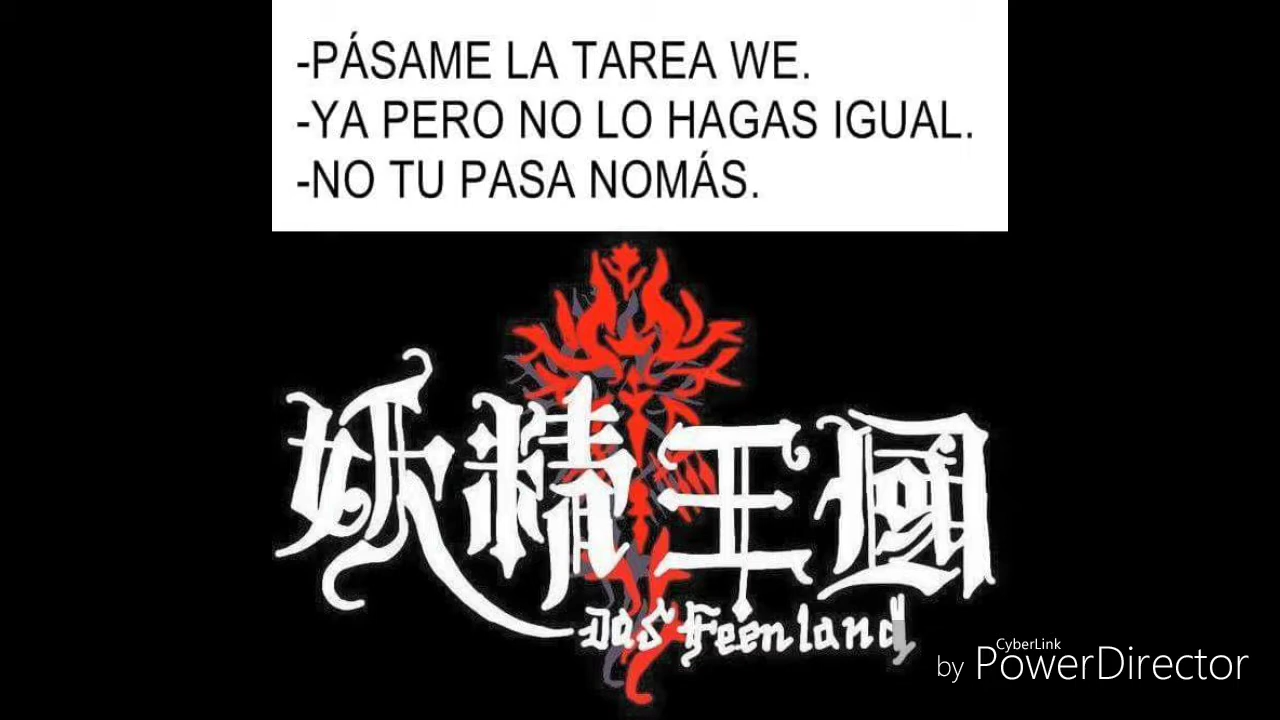 -PÁSAME LA TAREA WE.
-YA PERO NO LO HAGAS IGUAL.
-NO TU PASA NOMÁS.
妖精王國
Das Feenland
CyberLink
by PowerDirector